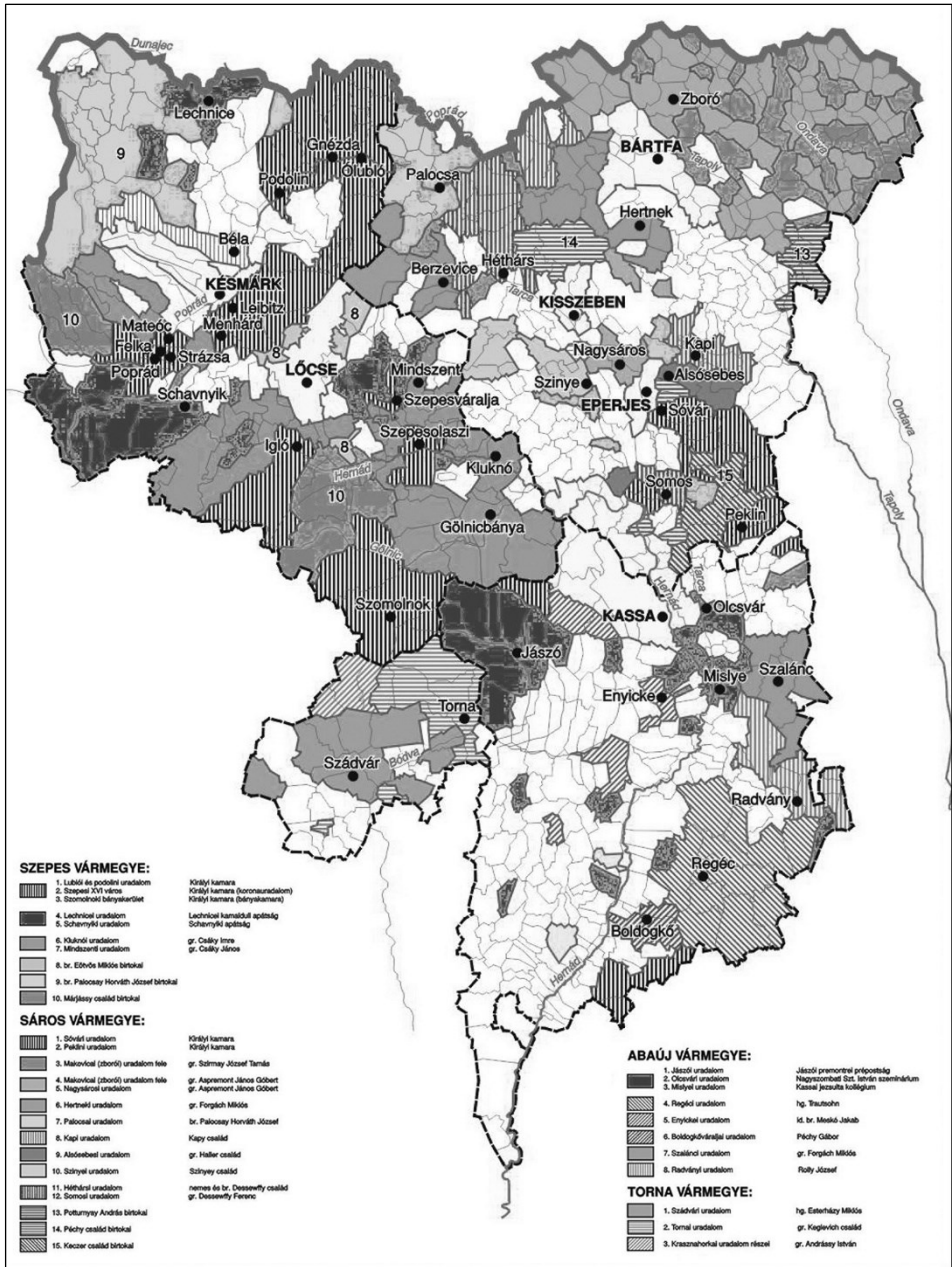 Dunajec
Lechnice
Poprád
Zboró
Gnézda
Ólubló
BÁRTFA
Tapoly
Ondava
9
Podolin
Palocsa
Hertnek
Béla
14
13
Berzevice
Héthárs
Tarca
KÉSMÁRK
Poprád
Leibitz
8
KISSZEBEN
10
Mateóc
Ménhárd
Felka
Strázsa
Poprád
8
LŐCSE
Mindszent
Nagysáros
Kapi
Alsósebes
Szinye
EPERJES
Schavnyik
Szepesváralja
Sóvár
Ondava
Igló
8
Szepesolaszi
Hernád
Kluknó
15
Somos
10
Peklin
Tapoly
Gölnicbánya
Gölnic
Hernád
Tarca
Szomolnok
KASSA
Olcsvár
Jászó
Mislye
Szalánc
Enyicke
Torna
Bódva
Szádvár
Radvány
Regéc
Boldogkő
Hernád
SZEPES VÁRMEGYE:
1. Lublói és podolini uradalom Királyi kamara
2. Szepesi XVI város Királyi kamara (koronauradalom)
3. Szomolnoki bányakerület Királyi kamara (bányakamara)
4. Lechnicei uradalom Lechnicei kamalduli apátság
5. Schavnyiki uradalom Schavnyiki apátság
6. Kluknói uradalom gr. Csáky Imre
7. Mindszenti uradalom gr. Csáky János
8. br. Eötvös Miklós birtokai
9. br. Palocsay Horváth József birtokai
10. Márjássy család birtokai
SÁROS VÁRMEGYE:
1. Sóvári uradalom Királyi kamara
2. Peklini uradalom Királyi kamara
3. Makovicai (zborói) uradalom fele gr. Szirmay József Tamás
4. Makovicai (zborói) uradalom fele gr. Aspremont János Góbert
5. Nagysárosi uradalom gr. Aspremont János Góbert
6. Hertneki uradalom gr. Forgách Miklós
7. Palocsai uradalom br. Palocsay Horváth József
8. Kapi uradalom Kapy család
9. Alsósebesi uradalom gr. Haller család
10. Szinyei uradalom Szinyey család
11. Héthársi uradalom nemes és br. Dessewffy család
12. Somosi uradalom gr. Dessewffy Ferenc
13. Potturnyay András birtokai
14. Péchy család birtokai
15. Keczer család birtokai
ABAÚJ VÁRMEGYE:
1. Jászói uradalom Jászói premontrei prépostság
2. Olcsvári uradalom Nagyszombati Szt. István szeminárium
3. Mislyei uradalom Kassai jezsuita kollégium
4. Regéci uradalom hg. Trautsohn
5. Enyickei uradalom id. br. Meskó Jakab
6. Boldogkőváraljai uradalom Péchy Gábor
7. Szalánci uradalom gr. Forgách Miklós
8. Radványi uradalom Rolly József
TORNA VÁRMEGYE:
1. Szádvári uradalom hg. Esterházy Miklós
2. Tornai uradalom gr. Keglevich család
3. Krasznahorkai uradalom részei gr. Andrássy István